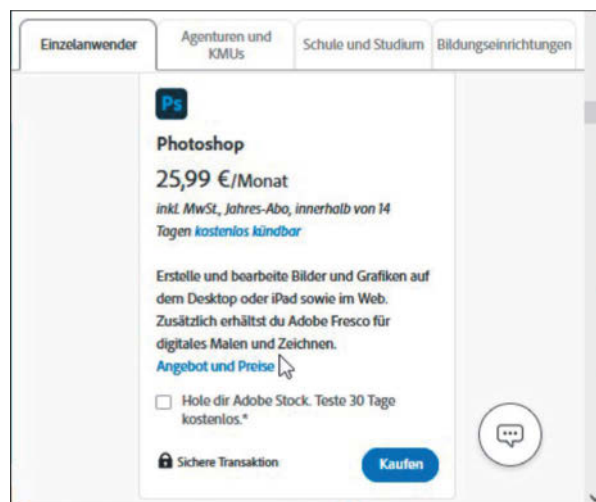 Einzelanwender
Agenturen und
KMUs
Schule und Studium
Bildungseinrichtungen
Ps
Photoshop
25,99 €/Monat
inkl. MwSt., Jahres-Abo, innerhalb von 14
Tagen kostenlos kündbar
Erstelle und bearbeite Bilder und Grafiken auf
dem Desktop oder iPad sowie im Web.
Zusätzlich erhältst du Adobe Fresco für
digitales Malen und Zeichnen.
Angebot und Preise
Hole dir Adobe Stock. Teste 30 Tage
kostenlos.*
Sichere Transaktion
Kaufen